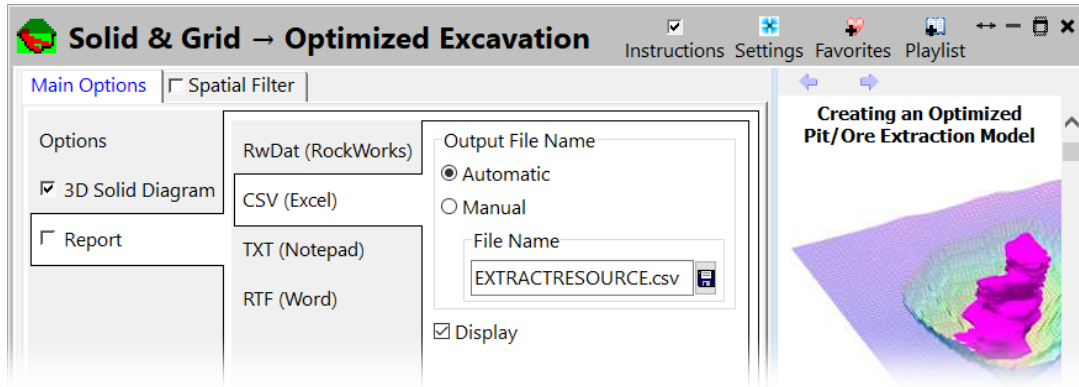 Solid & Grid → Optimized Excavation
Instructions Settings Favorites Playlist
Main Options
Spatial Filter
Options
3D Solid Diagram
Report
RwDat (RockWorks)
CSV (Excel)
TXT (Notepad)
RTF (Word)
Output File Name
Automatic
Manual
File Name
EXTRACTRESOURCE.csv
Display
Creating an Optimized
Pit/Ore Extraction Model